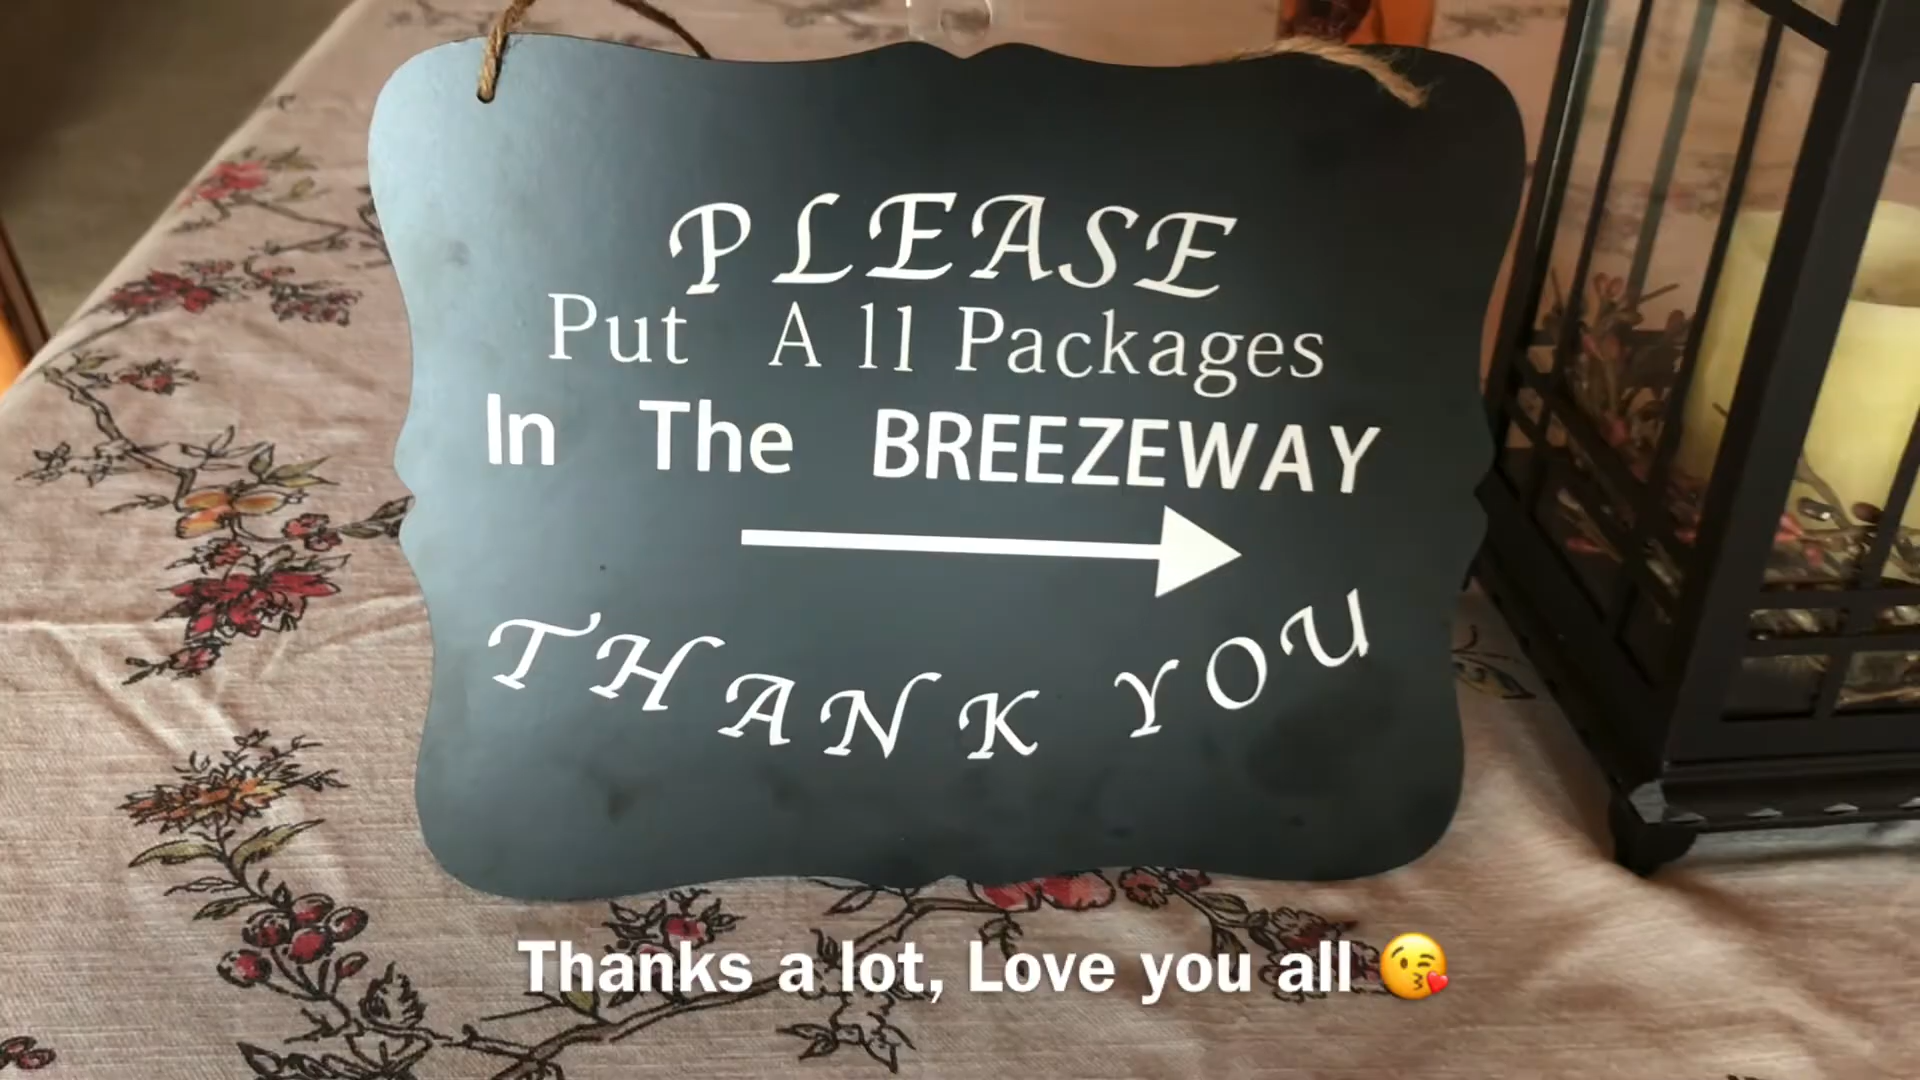 PLEASE
Put All Packages
In The BREEZEWAY
THANK YOU
Thanks a lot, Love you all 😘